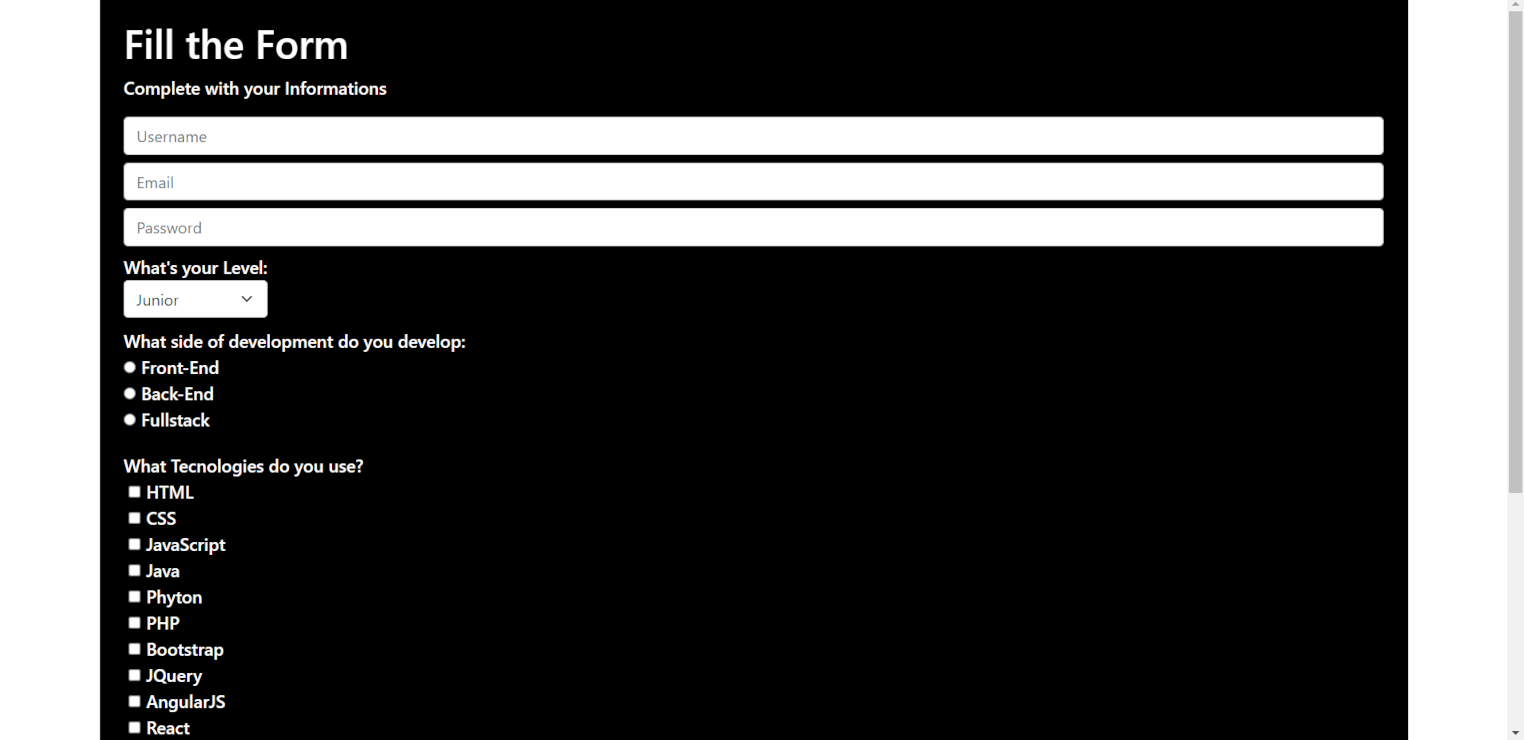 Fill the Form
Complete with your Informations
Username
Email
Password
What's your Level:
Junior
What side of development do you develop:
Front-End
Back-End
Fullstack
What Tecnologies do you use?
HTML
CSS
JavaScript
Java
Phyton
PHP
Bootstrap
JQuery
AngularJS
React